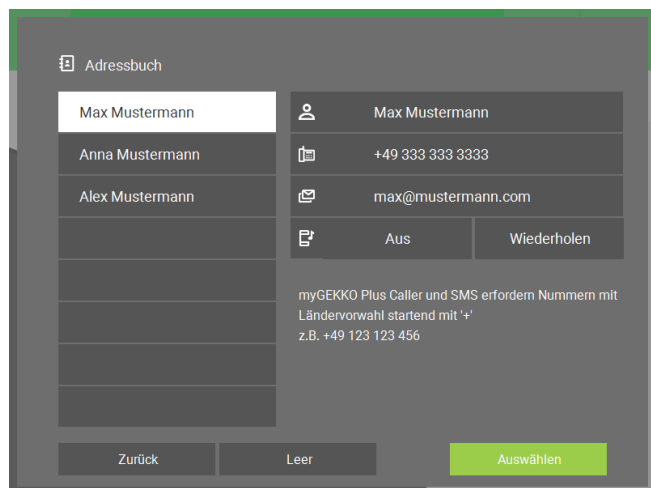 Adressbuch
Max Mustermann
Anna Mustermann
Alex Mustermann
Max Mustermann
+49 333 333 3333
max@mustermann.com
Aus Wiederholen
myGEKKO Plus Caller und SMS erfordern Nummern mit
Ländervorwahl startend mit '+'
z.B. +49 123 123 456
Zurück Leer Auswählen